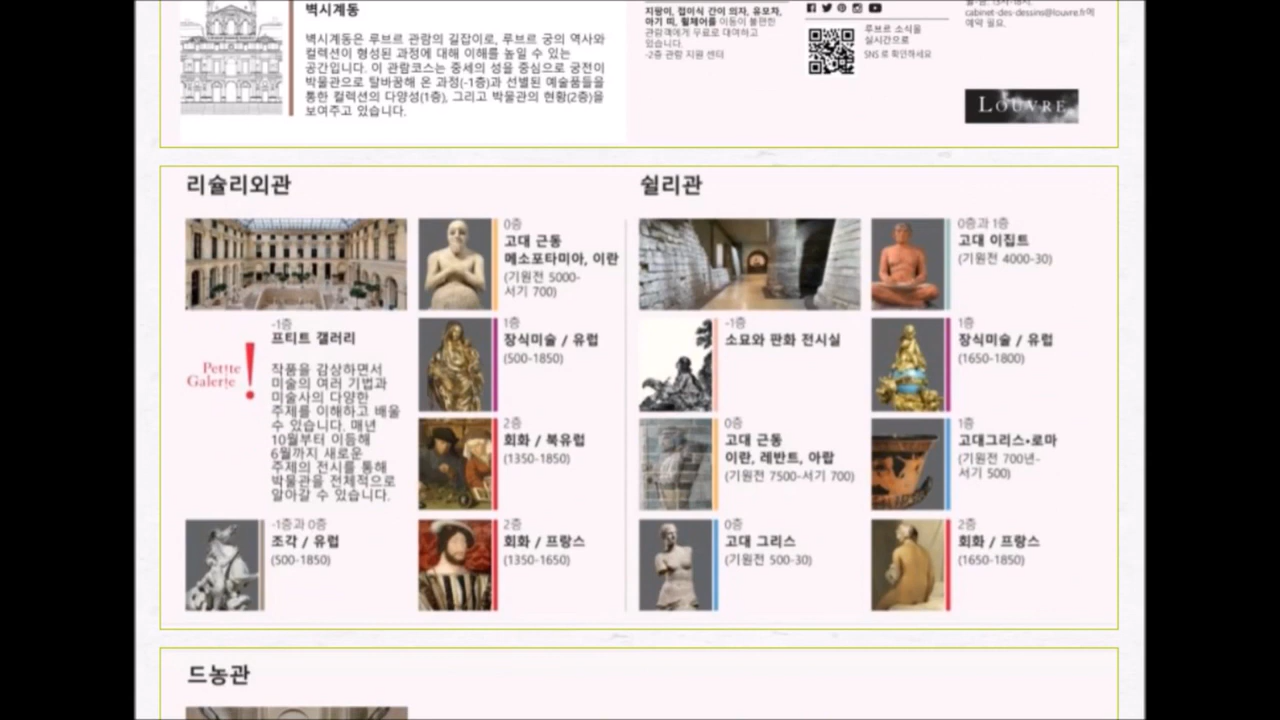 벽시계동
벽시계동은 루브르 관람의 길잡이로, 루브르 궁의 역사와
컬렉션이 형성된 과정에 대해 이해를 높일 수 있는
공간입니다. 이 관람코스는 중세의 성을 중심으로 궁전이
박물관으로 탈바꿈해 온 과정(-1층)과 선별된 예술품들을
통한 컬렉션의 다양성(1층), 그리고 박물관의 현황(2층)을
보여주고 있습니다.
지팡이, 접이식 간이 의자, 유모차,
아기 띠, 휠체어를 이동이 불편한
관람객에게 무료로 대여하고
있습니다.
-2층 관람 지원 센터
루브르 소식을
실시간으로
SNS 로 확인하세요
cabinet-des-dessins@louvre.fr에
예약 필요.
LOUVRE
리슐리외관
0층
고대 근동
메소포타미아, 이란
(기원전 5000-
서기 700)
-1층
프티트 갤러리
Petite
Galerie !
작품을 감상하면서
미술의 여러 기법과
미술사의 다양한
주제를 이해하고 배울
수 있습니다. 매년
10월부터 이듬해
6월까지 새로운
주제의 전시를 통해
박물관을 전체적으로
알아갈 수 있습니다.
1층
장식미술 / 유럽
(500-1850)
2층
회화 / 북유럽
(1350-1850)
-1층과 0층
조각 / 유럽
(500-1850)
2층
회화 / 프랑스
(1350-1650)
쉴리관
0층과 1층
고대 이집트
(기원전 4000-30)
-1층
소묘와 판화 전시실
1층
장식미술 / 유럽
(1650-1800)
0층
고대 근동
이란, 레반트, 아랍
(기원전 7500-서기 700)
1층
고대그리스•로마
(기원전 700년-
서기 500)
0층
고대 그리스
(기원전 500-30)
2층
회화 / 프랑스
(1650-1850)
드농관